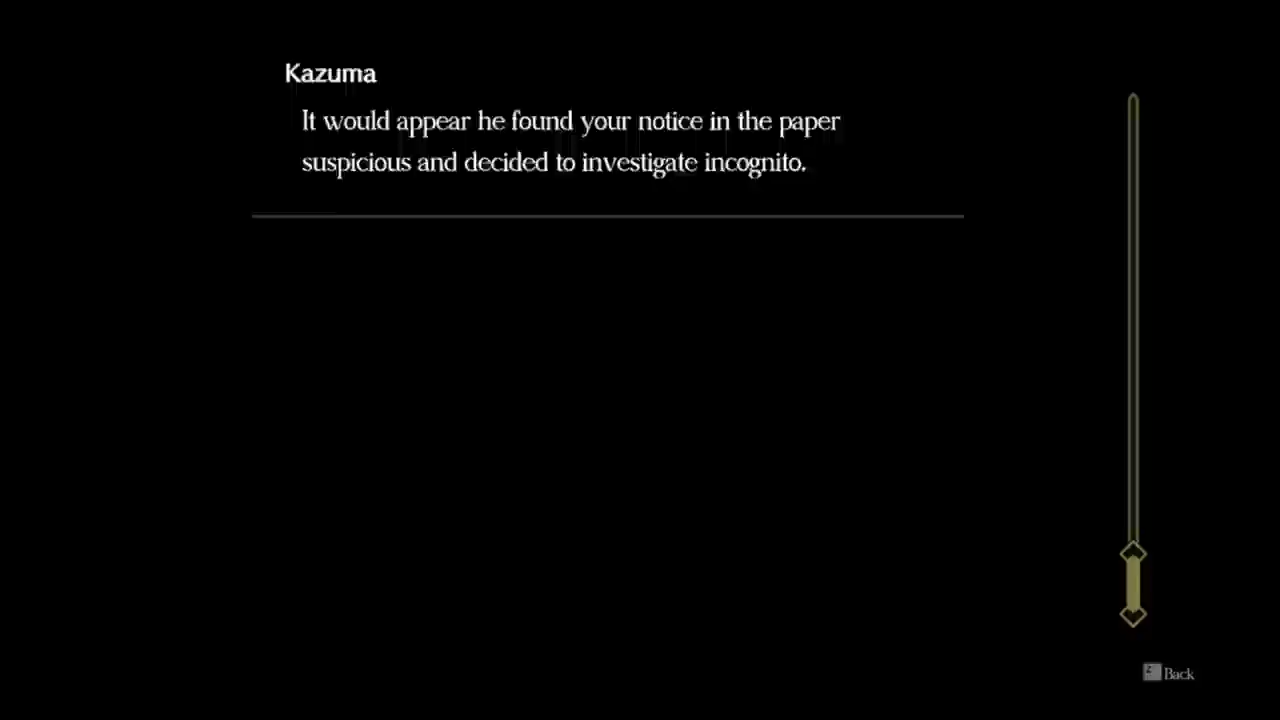 Kazuma
It would appear he found your notice in the paper
suspicious and decided to investigate incognito.
Back